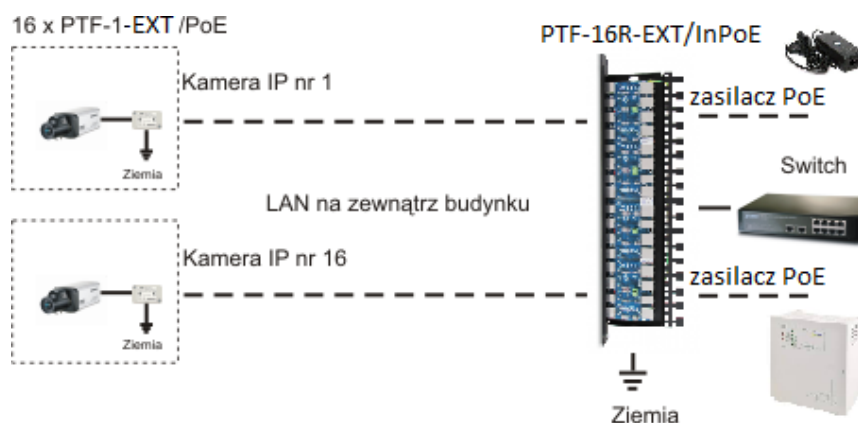 16 x PTF-1-EXT /PoE
PTF-16R-EXT/InPoE
Kamera IP nr 1
zasilacz PoE
Ziemia
Switch
LAN na zewnątrz budynku
Kamera IP nr 16
zasilacz PoE
Ziemia
Ziemia